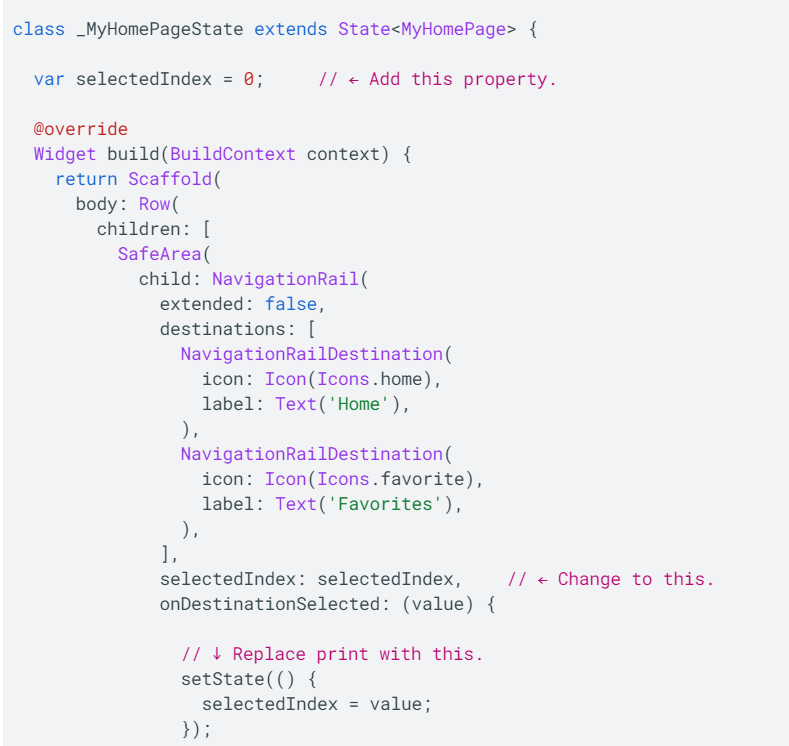 class _MyHomePageState extends State<MyHomePage> {
var selectedIndex = 0;     // ← Add this property.
@override
Widget build(BuildContext context) {
return Scaffold(
body: Row(
children: [
SafeArea(
child: NavigationRail(
extended: false,
destinations: [
NavigationRailDestination(
icon: Icon(Icons.home),
label: Text('Home'),
),
NavigationRailDestination(
icon: Icon(Icons.favorite),
label: Text('Favorites'),
),
],
selectedIndex: selectedIndex,    // ← Change to this.
onDestinationSelected: (value) {
// ↓ Replace print with this.
setState(() {
selectedIndex = value;
});